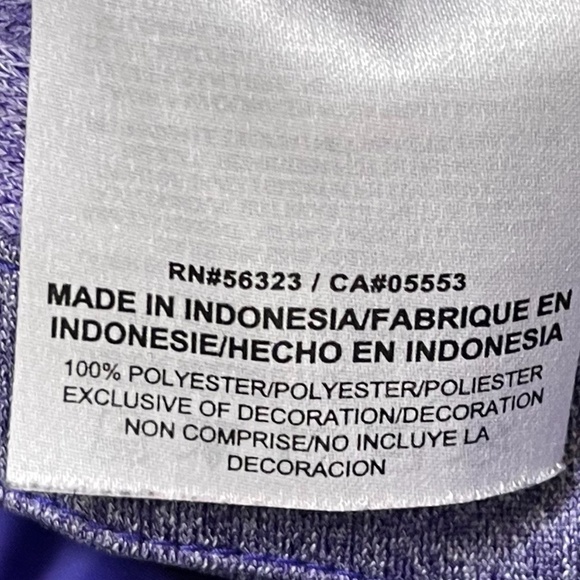 RN#56323 / CA#05553
MADE IN INDONESIA/FABRIQUE EN
INDONESIE/HECHO EN INDONESIA
100% POLYESTER/POLYESTER/POLIESTER
EXCLUSIVE OF DECORATION/DECORATION
NON COMPRISE/NO INCLUYE LA
DECORACION